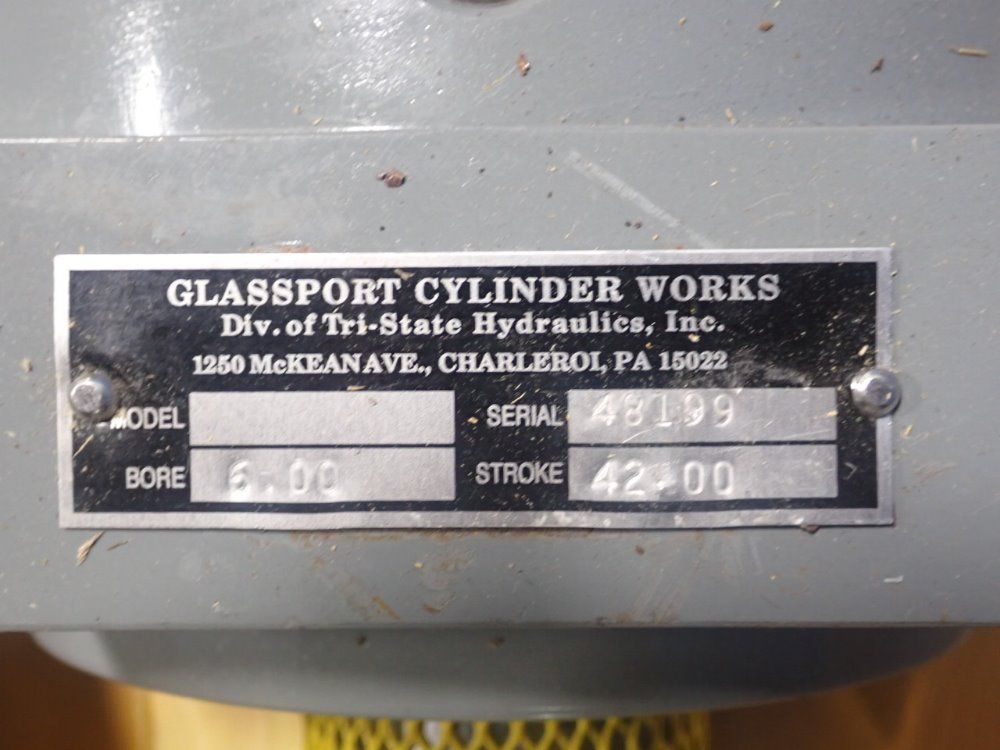 GLASSPORT CYLINDER WORKS
Div. of Tri-State Hydraulics, Inc.
1250 McKEAN AVE., CHARLEROI, PA 15022
MODEL
SERIAL 48199
BORE 6.00
STROKE 42.00